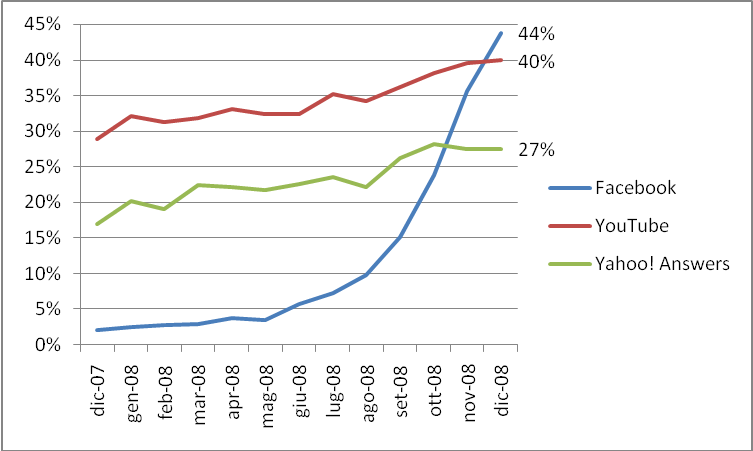 45%
40%
35%
30%
25%
20%
15%
10%
5%
0%
44%
40%
27%
Facebook
YouTube
Yahoo! Answers
dic-07
gen-08
feb-08
mar-08
apr-08
mag-08
giu-08
lug-08
ago-08
set-08
ott-08
nov-08
dic-08